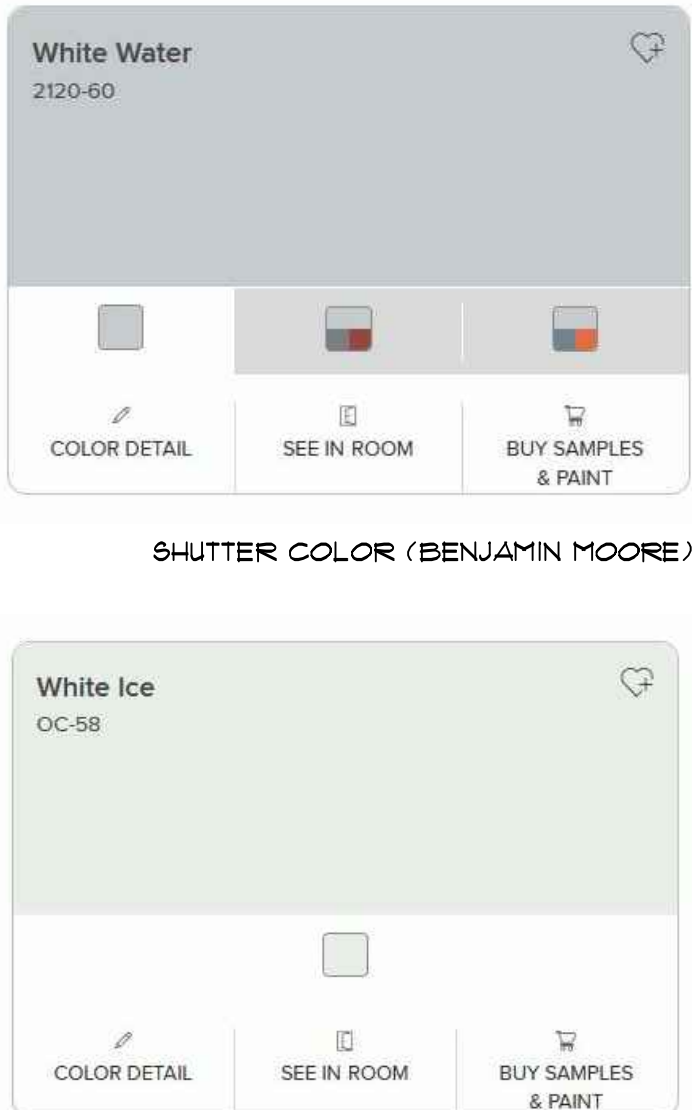 White Water
2120-60
COLOR DETAIL
SEE IN ROOM
BUY SAMPLES
& PAINT
SHUTTER COLOR (BENJAMIN MOORE)
White Ice
OC-58
COLOR DETAIL
SEE IN ROOM
BUY SAMPLES
& PAINT